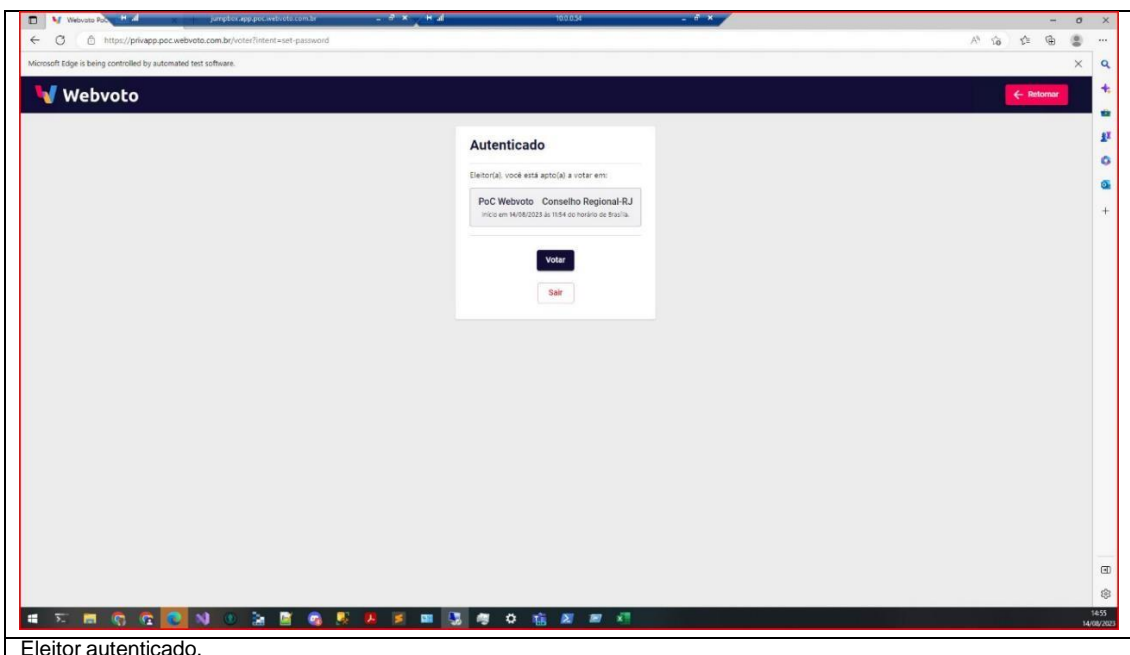 Webvoto Po
jumpbox.app.poc.webvoto.com.br
10.0.0.54
https://privapp.poc.webvoto.com.br/voter?intent=set-password
Microsoft Edge is being controlled by automated test software.
Webvoto
Retornar
Autenticado
Eleitor(a), você está apto(a) a votar em:
PoC Webvoto Conselho Regional-RJ
Início em 14/08/2023 às 11:54 do horário de Brasília.
Votar
Sair
14:55
14/08/2023
Eleitor autenticado.